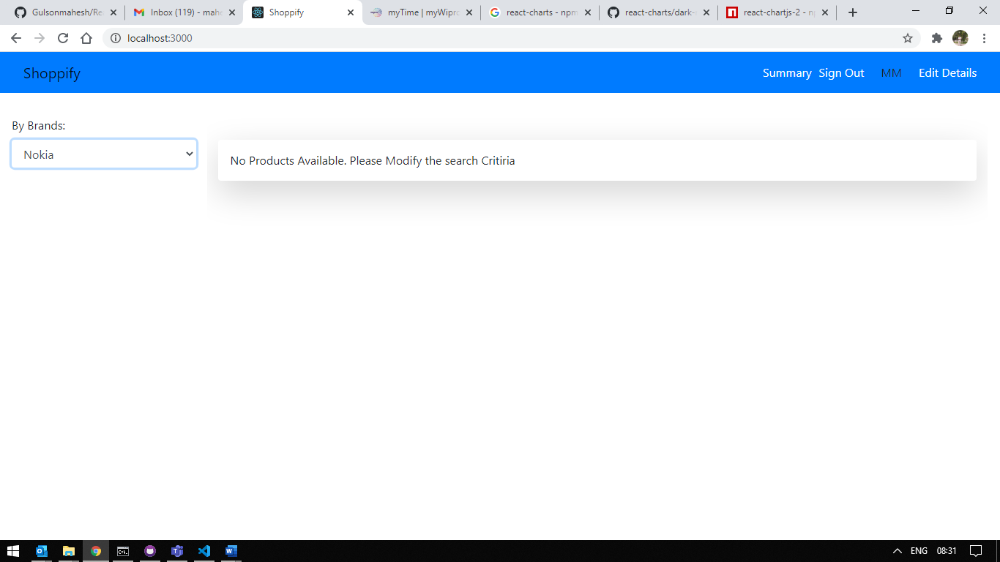 Gulsonmahesh/Re Inbox (119) - mahe Shoppify myTime | myWipro react-charts - npm react-charts/dark- react-chartjs-2 - np
localhost:3000
Shoppify Summary Sign Out MM Edit Details
By Brands:
Nokia
No Products Available. Please Modify the search Critiria
ENG 08:31